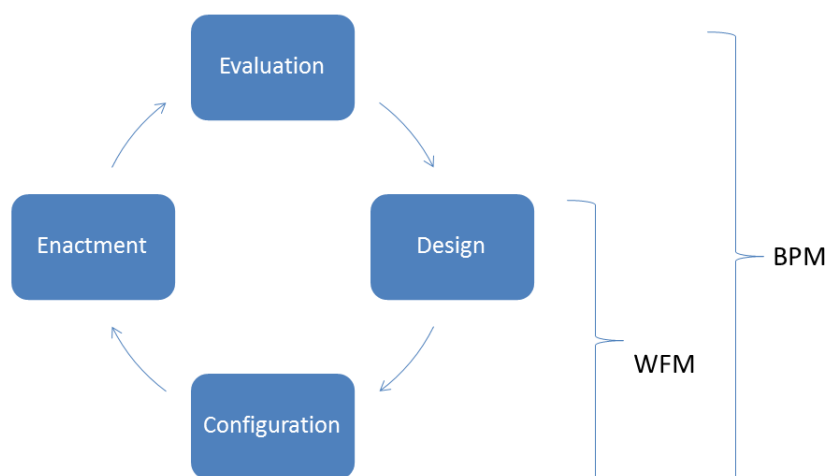 Evaluation
Enactment
Design
BPM
WFM
Configuration